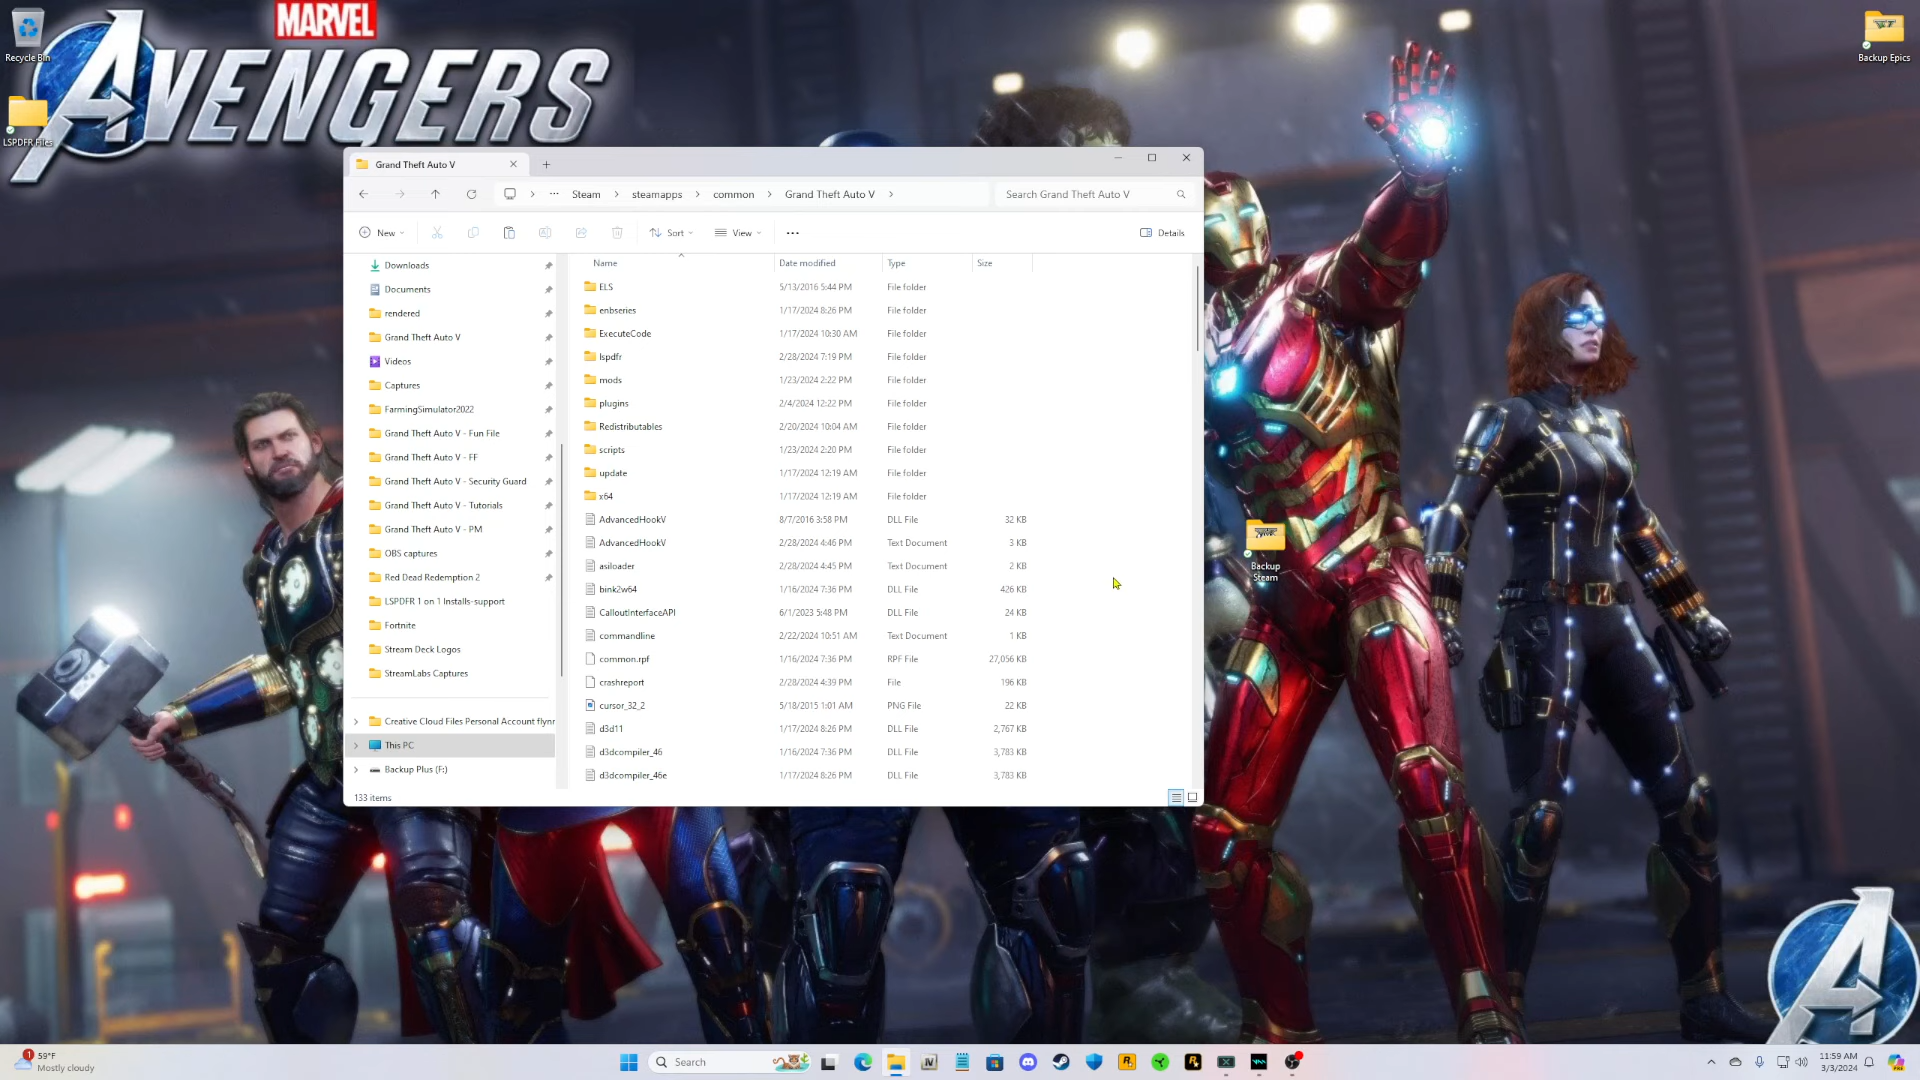 MARVEL
AVENGERS
Recycle Bin
LSPDFR Files
Backup Epics
Backup
Steam
Grand Theft Auto V
Steam
steamapps
common
Grand Theft Auto V
Search Grand Theft Auto V
New
Sort
View
Details
Downloads
Documents
rendered
Grand Theft Auto V
Videos
Captures
FarmingSimulator2022
Grand Theft Auto V - Fun File
Grand Theft Auto V - FF
Grand Theft Auto V - Security Guard
Grand Theft Auto V - Tutorials
Grand Theft Auto V - PM
OBS captures
Red Dead Redemption 2
LSPDFR 1 on 1 Installs-support
Fortnite
Stream Deck Logos
StreamLabs Captures
Creative Cloud Files Personal Account flynr
This PC
Backup Plus (F:)
Name Date modified Type Size
ELS 5/13/2016 5:44 PM File folder
enbseries 1/17/2024 8:26 PM File folder
ExecuteCode 1/17/2024 10:30 AM File folder
lspdfr 2/28/2024 7:19 PM File folder
mods 1/23/2024 2:22 PM File folder
plugins 2/4/2024 12:22 PM File folder
Redistributables 2/20/2024 10:04 AM File folder
scripts 1/23/2024 2:20 PM File folder
update 1/17/2024 12:19 AM File folder
x64 1/17/2024 12:19 AM File folder
AdvancedHookV 8/7/2016 3:58 PM DLL File 32 KB
AdvancedHookV 2/28/2024 4:46 PM Text Document 3 KB
asiloader 2/28/2024 4:45 PM Text Document 2 KB
bink2w64 1/16/2024 7:36 PM DLL File 426 KB
CalloutInterfaceAPI 6/1/2023 5:48 PM DLL File 24 KB
commandline 2/22/2024 10:51 AM Text Document 1 KB
common.rpf 1/16/2024 7:36 PM RPF File 27,056 KB
crashreport 2/28/2024 4:39 PM File 196 KB
cursor_32_2 5/18/2015 1:01 AM PNG File 22 KB
d3d11 1/17/2024 8:26 PM DLL File 2,767 KB
d3dcompiler_46 1/16/2024 7:36 PM DLL File 3,783 KB
d3dcompiler_46e 1/17/2024 8:26 PM DLL File 3,783 KB
133 items
1
59°F
Mostly cloudy
Search
11:59 AM
3/3/2024